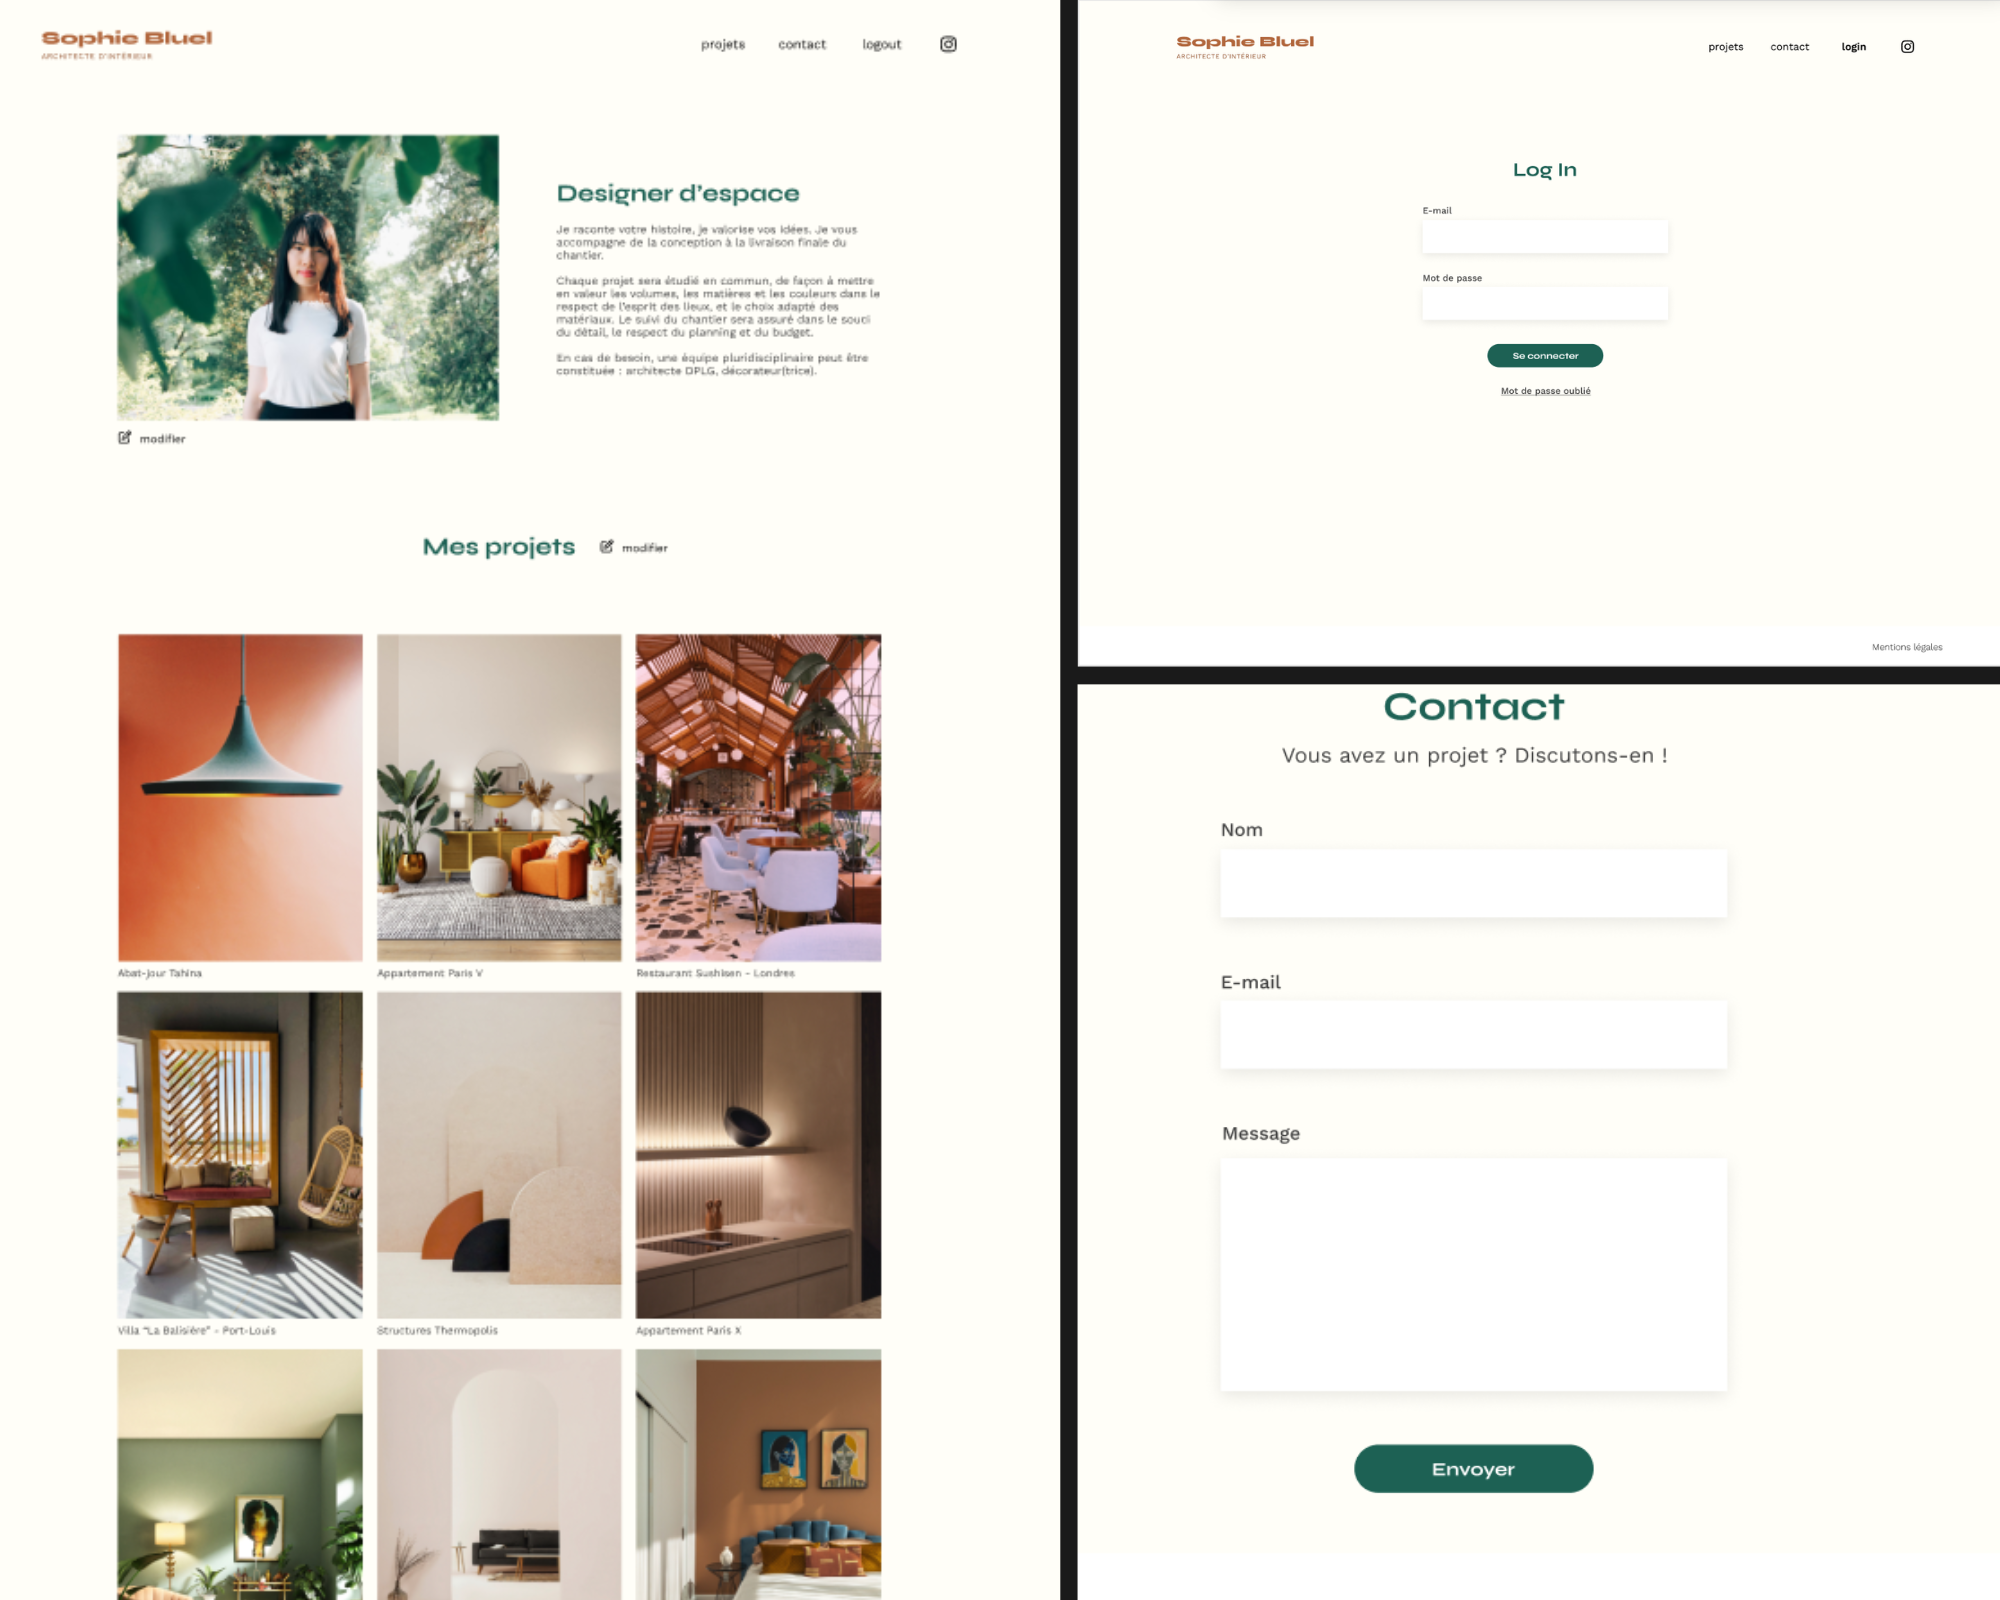 Sophie Bluel
ARCHITECTE D'INTÉRIEUR
projets contact logout
Designer d'espace
Je raconte votre histoire, je valorise vos idées. Je vous
accompagne de la conception à la livraison finale du
chantier.
Chaque projet sera étudié en commun, de façon à mettre
en valeur les volumes, les matières et les couleurs dans le
respect de l'esprit des lieux, et le choix adapté des
matériaux. Le suivi du chantier sera assuré dans le souci
du détail, le respect du planning et du budget.
En cas de besoin, une équipe pluridisciplinaire peut être
constituée : architecte DPLG, décorateur(trice).
modifier
Mes projets modifier
Abat-jour Tahina
Appartement Paris V
Restaurant Sushisen - Londres
Villa "La Balisière" - Port-Louis
Structures Thermopolis
Appartement Paris X
Sophie Bluel
ARCHITECTE D'INTÉRIEUR
projets contact login
Log In
E-mail
Mot de passe
Se connecter
Mot de passe oublié
Mentions légales
Contact
Vous avez un projet ? Discutons-en !
Nom
E-mail
Message
Envoyer